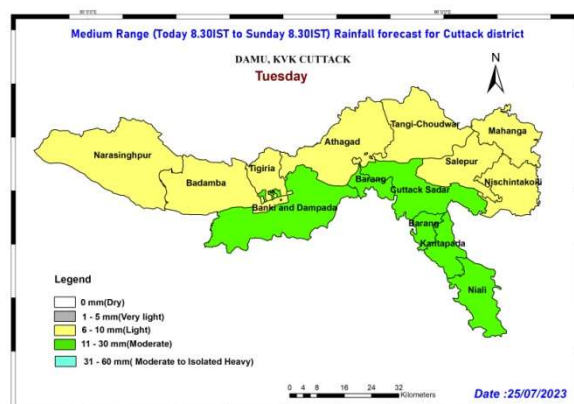 Medium Range (Today 8.30IST to Sunday 8.30IST) Rainfall forecast for Cuttack district
DAMU, KVK CUTTACK
Tuesday
N
Tangi-Choudwar
Mahanga
Athagad
Narasinghpur
Tigiria
Salepur
Badamba
Barang
Nischintakoili
Cuttack Sadar
Banki and Dampada
Barang
Kantapada
Niali
Legend
0 mm(Dry)
1 - 5 mm(Very light)
6 - 10 mm(Light)
11 - 30 mm(Moderate)
31 - 60 mm( Moderate to Isolated Heavy)
0 2 4 8 16 24 32
Kilometers
Date :25/07/2023